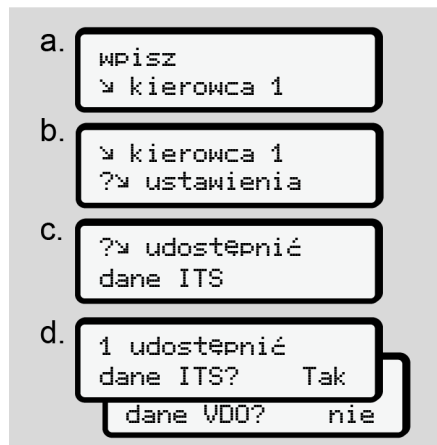 a.
wpisz
↘ kierowca 1
b.
↘ kierowca 1
?↘ ustawienia
c.
?↘ udostępnić
dane ITS
d.
1 udostępnić
dane ITS? Tak
dane VDO? nie